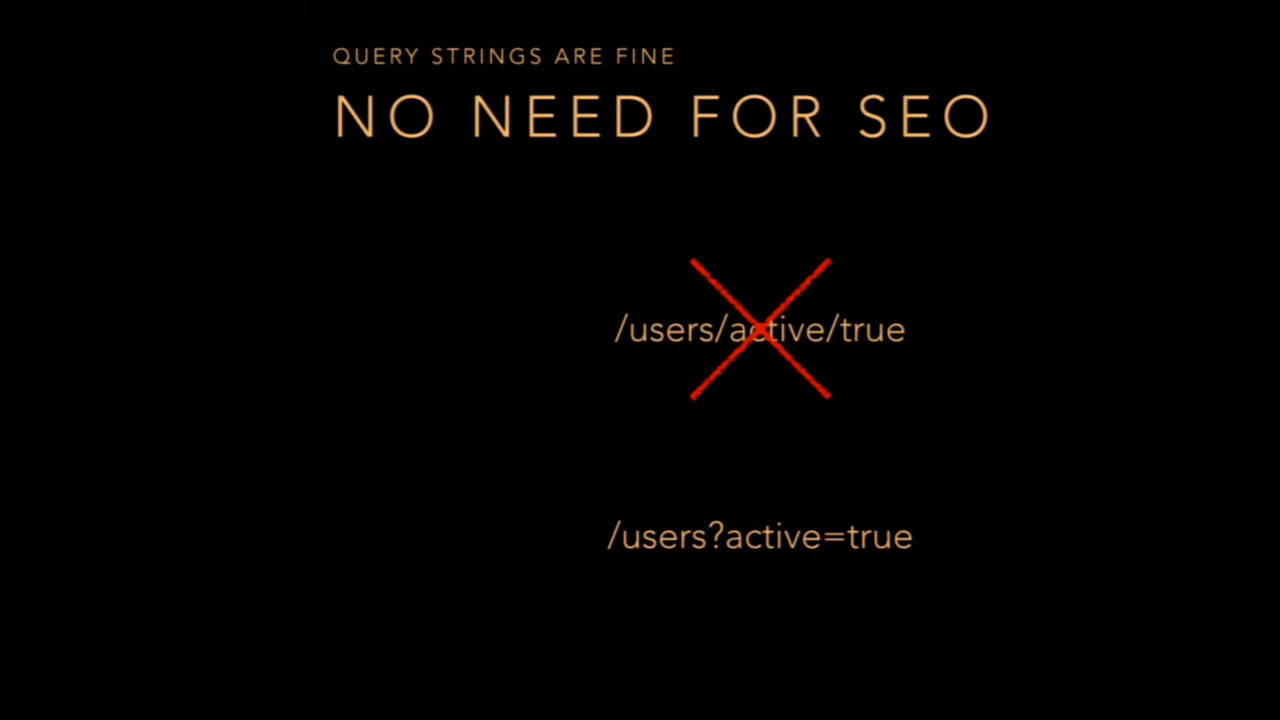 QUERY STRINGS ARE FINE
NO NEED FOR SEO
/users/active/true
/users?active=true